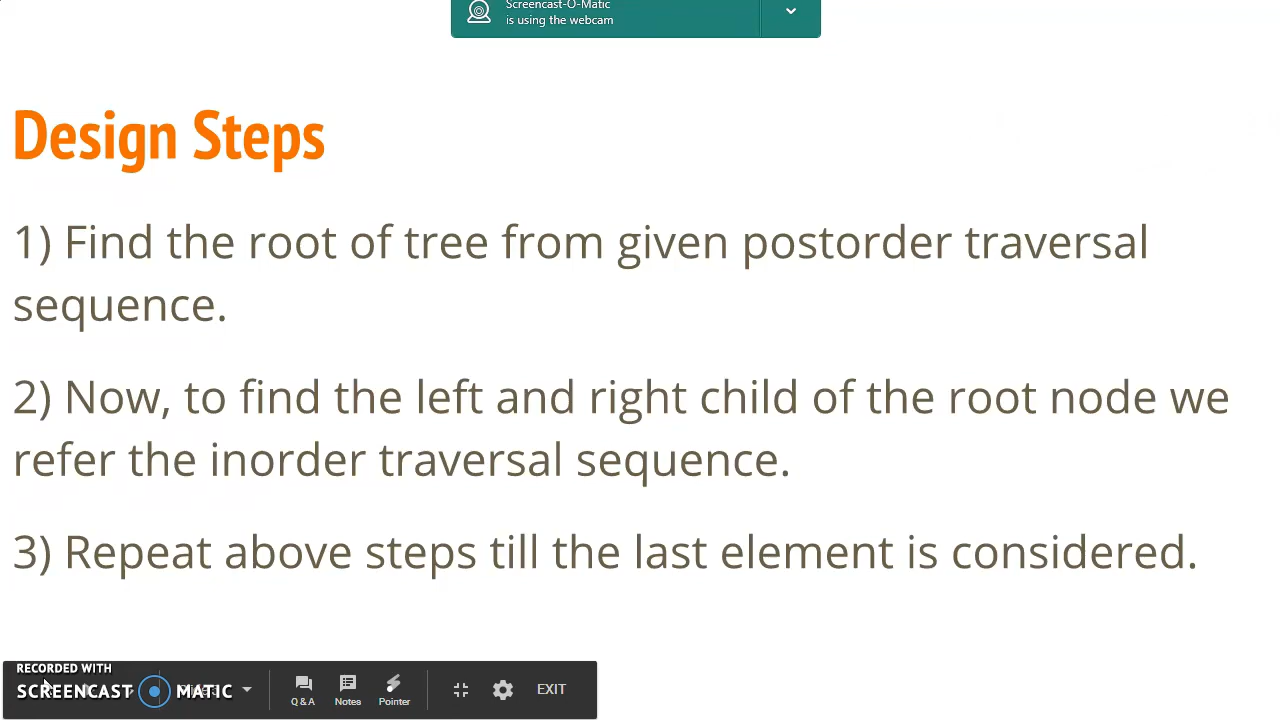 Screencast-O-Matic
is using the webcam
Design Steps
1) Find the root of tree from given postorder traversal
sequence.
2) Now, to find the left and right child of the root node we
refer the inorder traversal sequence.
3) Repeat above steps till the last element is considered.
RECORDED WITH
SCREENCAST MATIC
Q & A
Notes
Pointer
EXIT